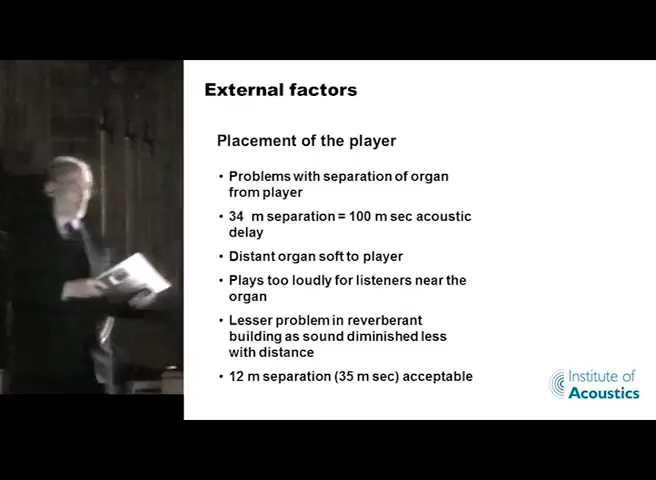 External factors
Placement of the player
• Problems with separation of organ
from player
• 34 m separation = 100 m sec acoustic
delay
• Distant organ soft to player
• Plays too loudly for listeners near the
organ
• Lesser problem in reverberant
building as sound diminished less
with distance
• 12 m separation (35 m sec) acceptable
Institute of
Acoustics